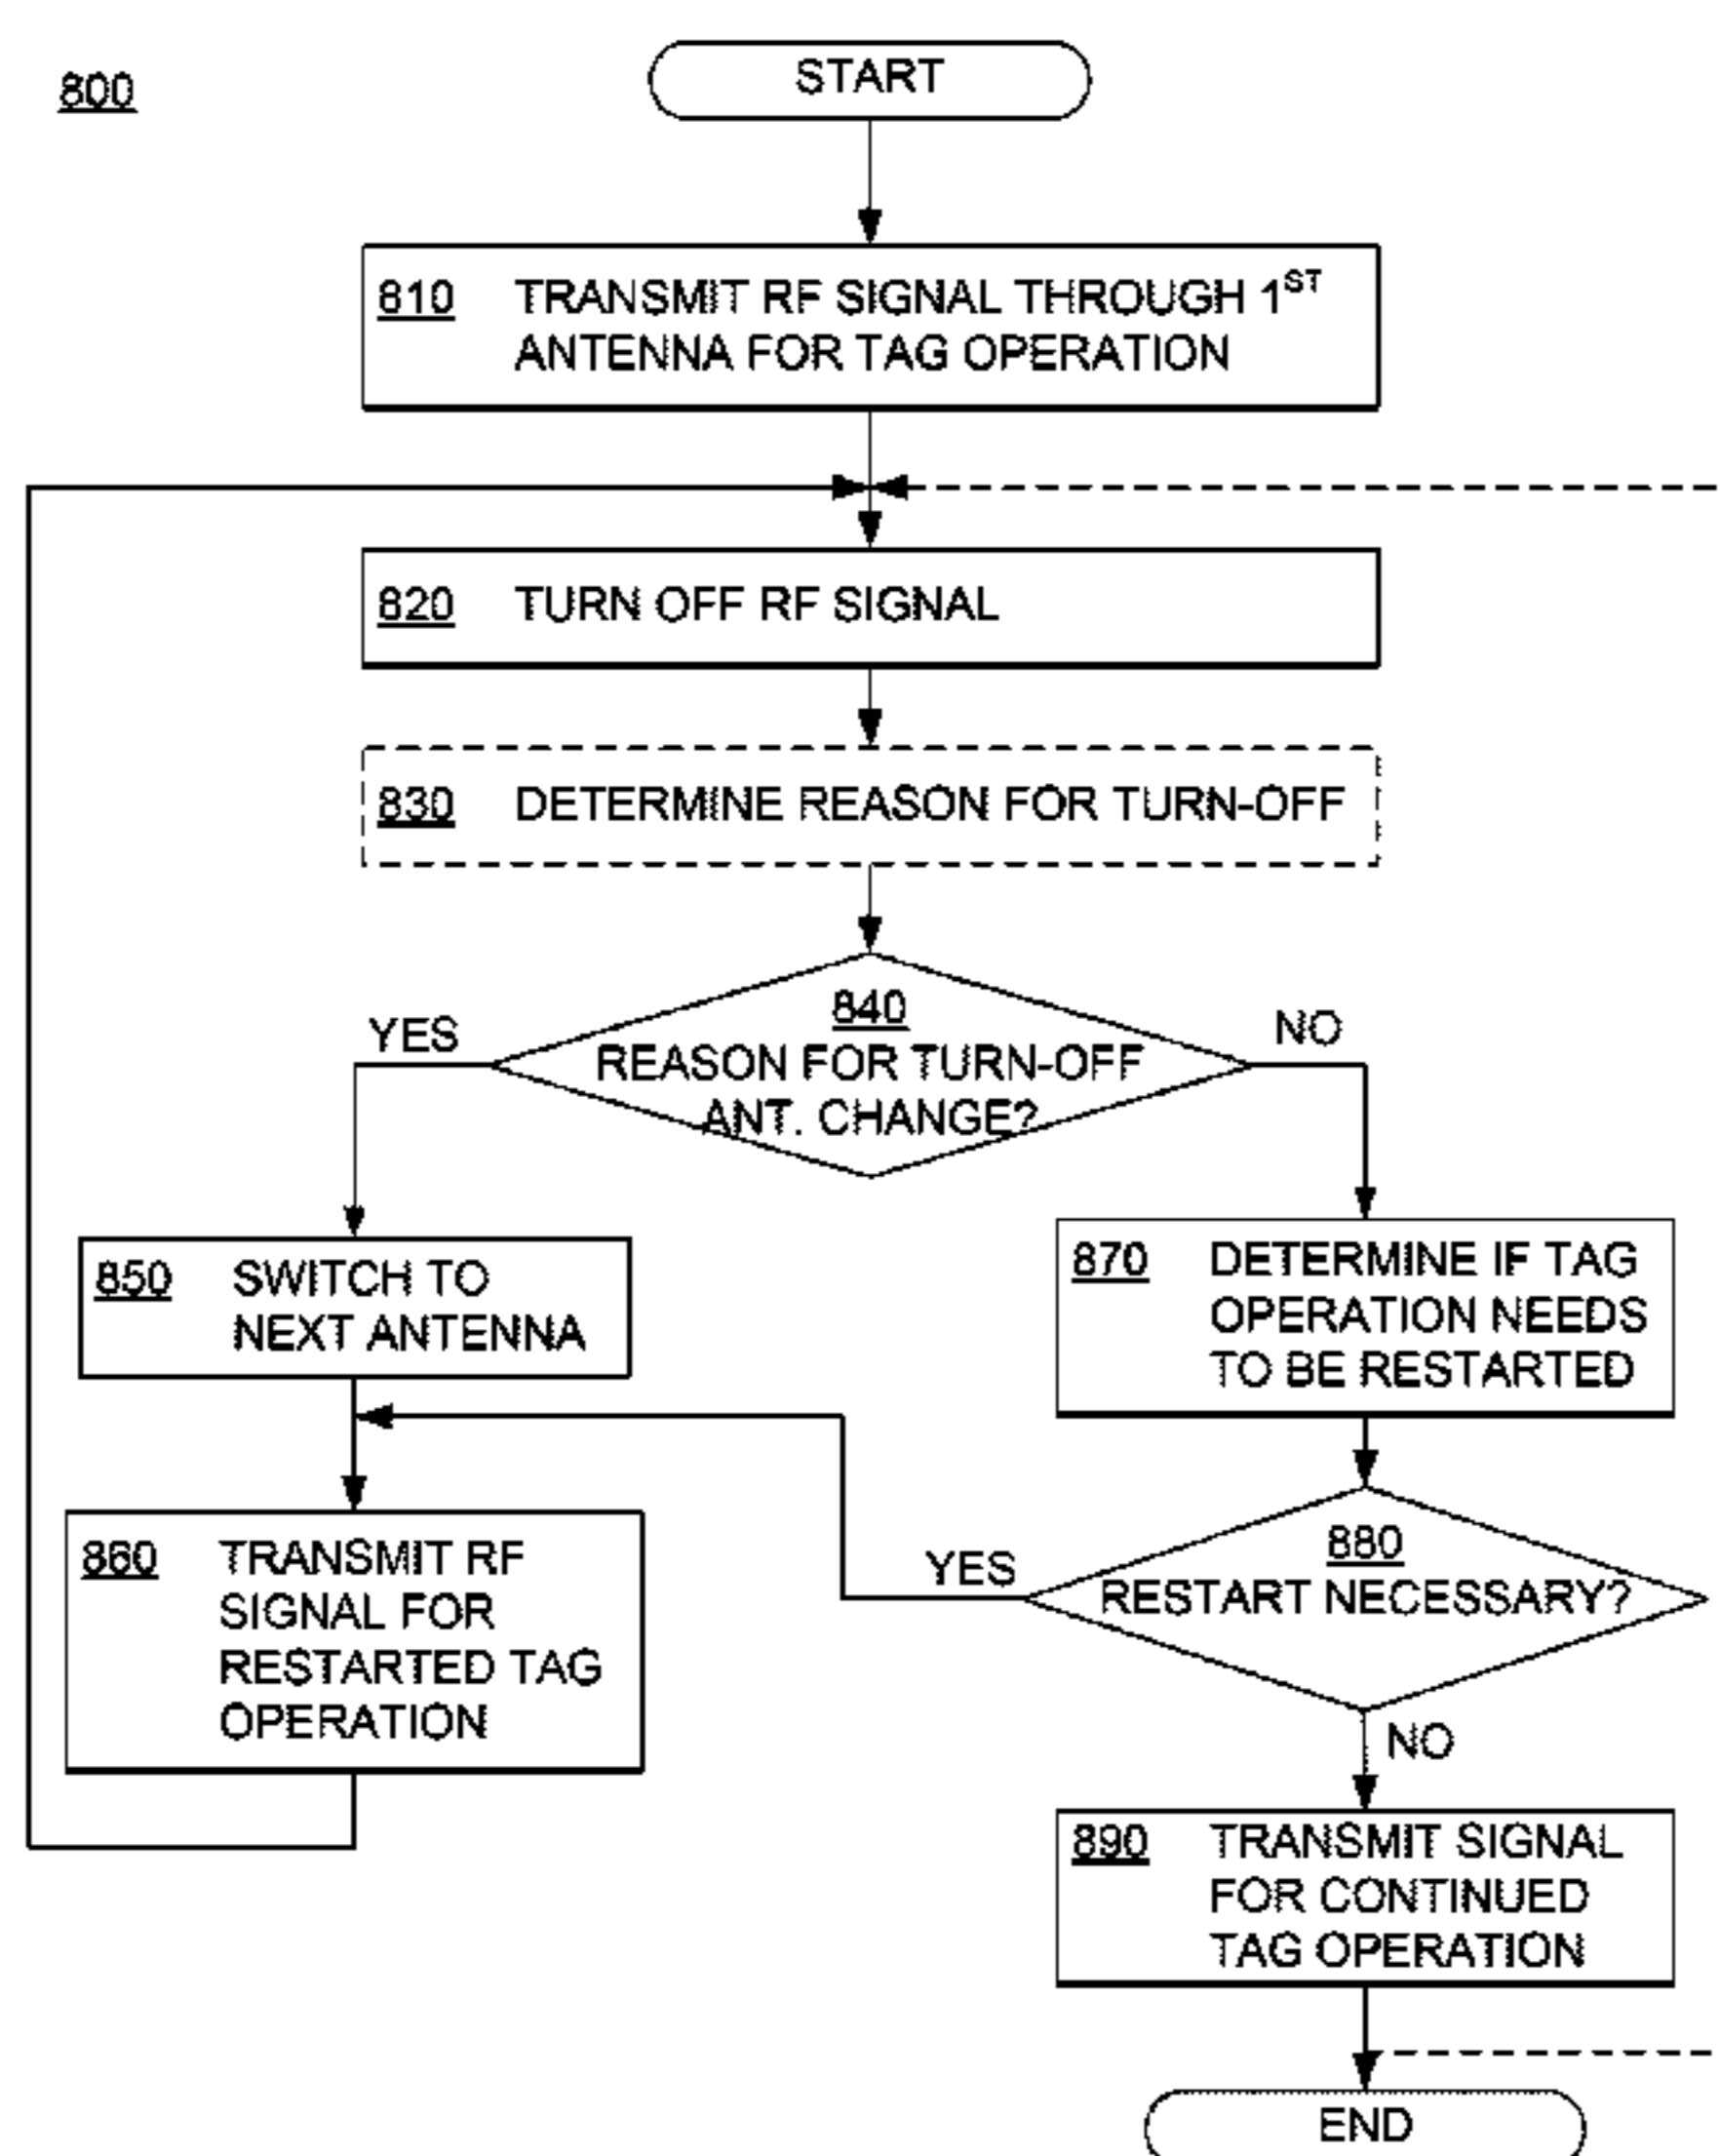 800
START
810 TRANSMIT RF SIGNAL THROUGH 1ST
ANTENNA FOR TAG OPERATION
820 TURN OFF RF SIGNAL
830 DETERMINE REASON FOR TURN-OFF
840
REASON FOR TURN-OFF
ANT. CHANGE?
YES
NO
850 SWITCH TO
NEXT ANTENNA
870 DETERMINE IF TAG
OPERATION NEEDS
TO BE RESTARTED
860 TRANSMIT RF
SIGNAL FOR
RESTARTED TAG
OPERATION
880
RESTART NECESSARY?
YES
NO
890 TRANSMIT SIGNAL
FOR CONTINUED
TAG OPERATION
END